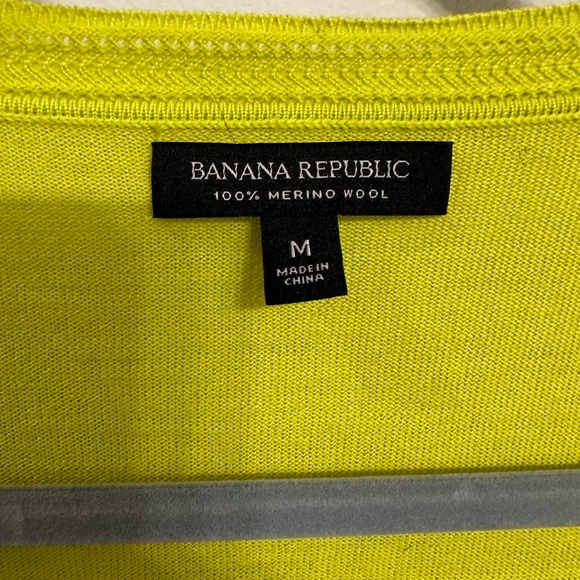 BANANA REPUBLIC
100% MERINO WOOL
M
MADE IN
CHINA